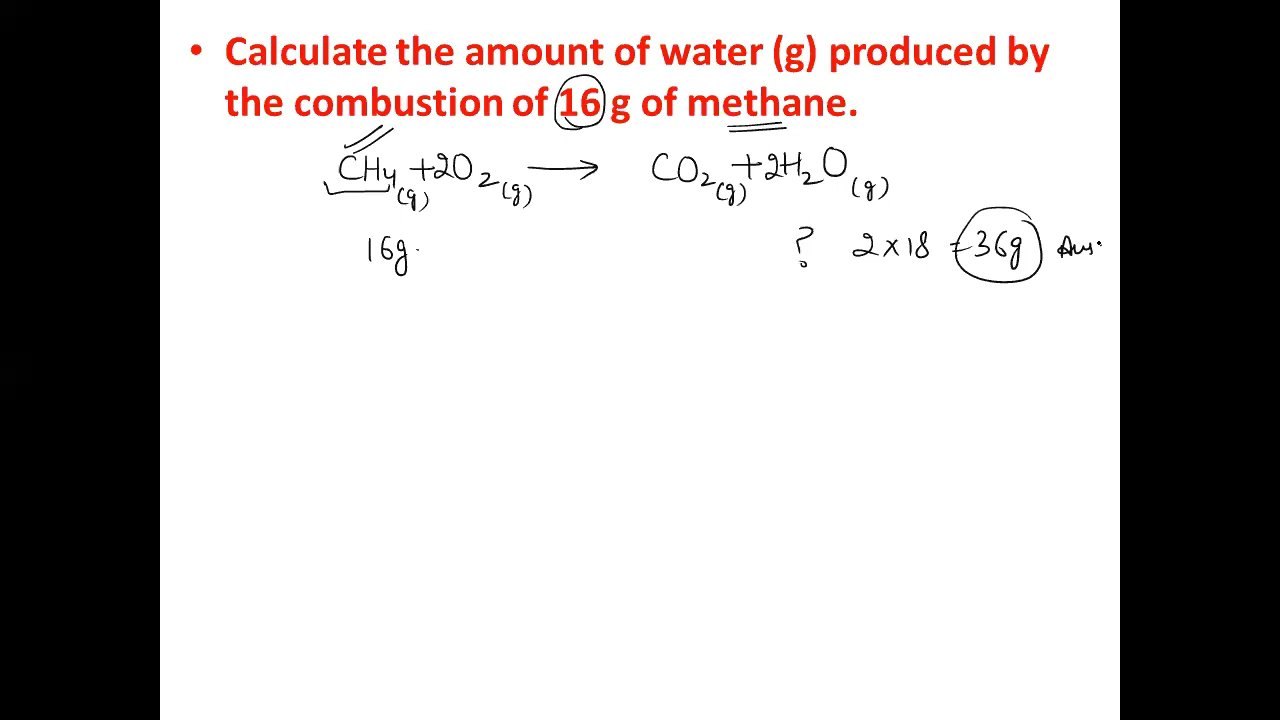 • Calculate the amount of water (g) produced by
the combustion of 16 g of methane.
CH4(g) + 2O2(g) ⟶ CO2(g) + 2H2O(g)
16g ? 2 × 18 = 36g Ans.